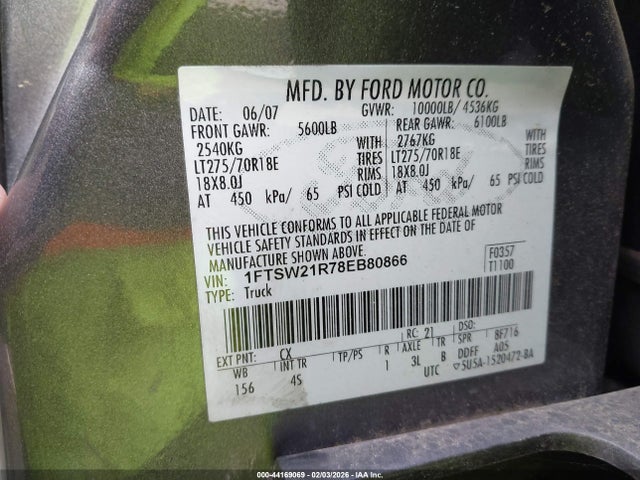 MFD. BY FORD MOTOR CO.
DATE: 06/07 GVWR: 10000LB/ 4536KG
FRONT GAWR: 5600LB REAR GAWR: 6100LB
2540KG WITH 2767KG WITH
LT275/70R18E TIRES LT275/70R18E TIRES
18X8.0J RIMS 18X8.0J RIMS
AT 450 kPa/ 65 PSI COLD AT 450 kPa/ 65 PSI COLD
THIS VEHICLE CONFORMS TO ALL APPLICABLE FEDERAL MOTOR
VEHICLE SAFETY STANDARDS IN EFFECT ON THE DATE OF
MANUFACTURE SHOWN ABOVE.
VIN: 1FTSW21R78EB80866 F0357
TYPE: Truck T1100
EXT PNT: CX RC: 21 DSO:
WB INT TR TP/PS R AXLE TR SPR 8F716
156 4S 1 3L B DDFF A05
UTC ▽5U5A-1520472-BA
000-44169069 - 02/03/2026 - IAA Inc.